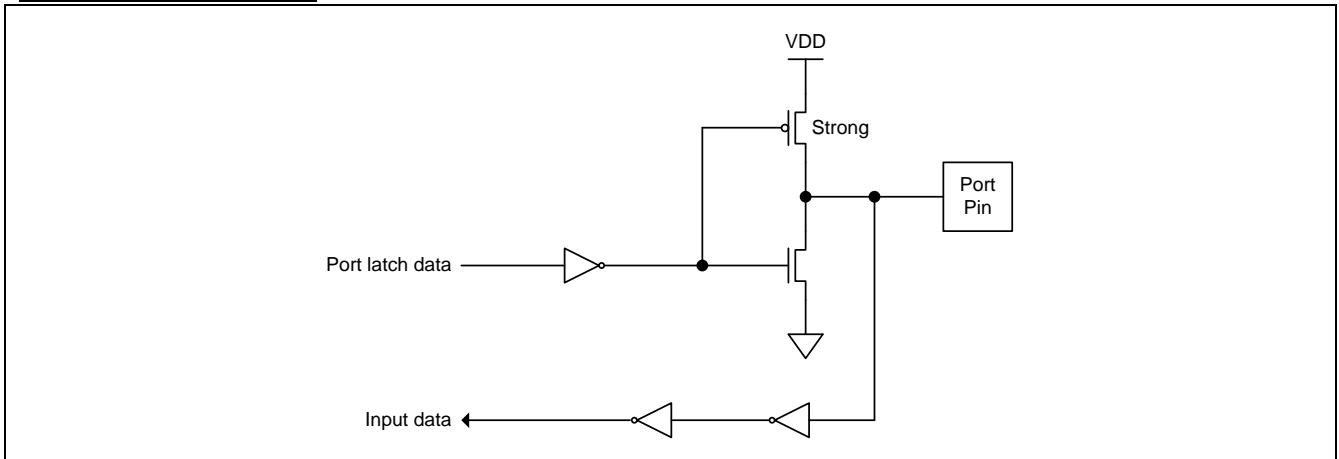 VDD
Strong
Port
Pin
Port latch data
Input data